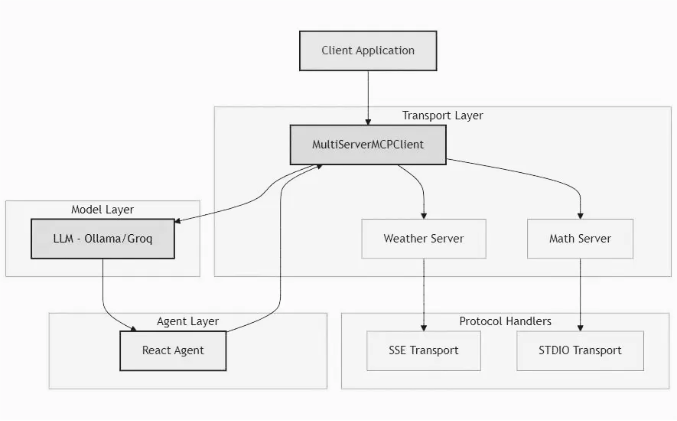 Client Application
Transport Layer
MultiServerMCPClient
Model Layer
LLM - Ollama/Groq
Weather Server
Math Server
Agent Layer
React Agent
Protocol Handlers
SSE Transport
STDIO Transport